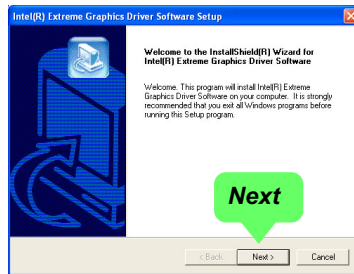 Intel(R) Extreme Graphics Driver Software Setup
Welcome to the InstallShield(R) Wizard for
Intel(R) Extreme Graphics Driver Software
Welcome. This program will install Intel(R) Extreme
Graphics Driver Software on your computer. It is strongly
recommended that you exit all Windows programs before
running this Setup program.
Next
< Back
Next >
Cancel